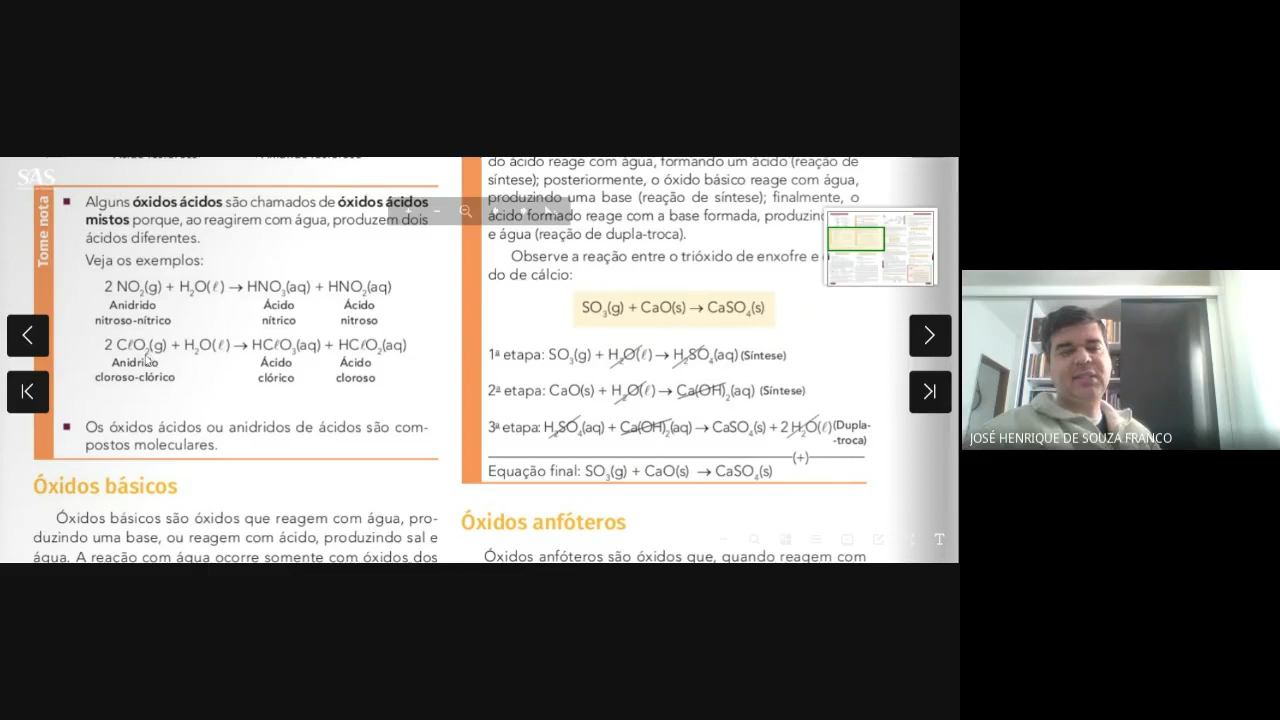 SAS
Tome nota
Alguns óxidos ácidos são chamados de óxidos ácidos
mistos porque, ao reagirem com água, produzem dois
ácidos diferentes.
Veja os exemplos:
2 NO₂(g) + H₂O(ℓ) → HNO₃(aq) + HNO₂(aq)
Anidrido Ácido Ácido
nitroso-nítrico nítrico nitroso
2 CℓO₂(g) + H₂O(ℓ) → HCℓO₃(aq) + HCℓO₂(aq)
Anidrido Ácido Ácido
cloroso-clórico clórico cloroso
Os óxidos ácidos ou anidridos de ácidos são com-
postos moleculares.
Óxidos básicos
Óxidos básicos são óxidos que reagem com água, pro-
duzindo uma base, ou reagem com ácido, produzindo sal e
água. A reação com água ocorre somente com óxidos dos
do ácido reage com água, formando um ácido (reação de
síntese); posteriormente, o óxido básico reage com água,
produzindo uma base (reação de síntese); finalmente, o
ácido formado reage com a base formada, produzin
e água (reação de dupla-troca).
Observe a reação entre o trióxido de enxofre e
do de cálcio:
SO₃(g) + CaO(s) → CaSO₄(s)
1ª etapa: SO₃(g) + H₂O(ℓ) → H₂SO₄(aq) (Síntese)
2ª etapa: CaO(s) + H₂O(ℓ) → Ca(OH)₂(aq) (Síntese)
3ª etapa: H₂SO₄(aq) + Ca(OH)₂(aq) → CaSO₄(s) + 2 H₂O(ℓ) (Dupla-
-troca)
(+)
Equação final: SO₃(g) + CaO(s) → CaSO₄(s)
Óxidos anfóteros
Óxidos anfóteros são óxidos que, quando reagem com
T
JOSÉ HENRIQUE DE SOUZA FRANCO